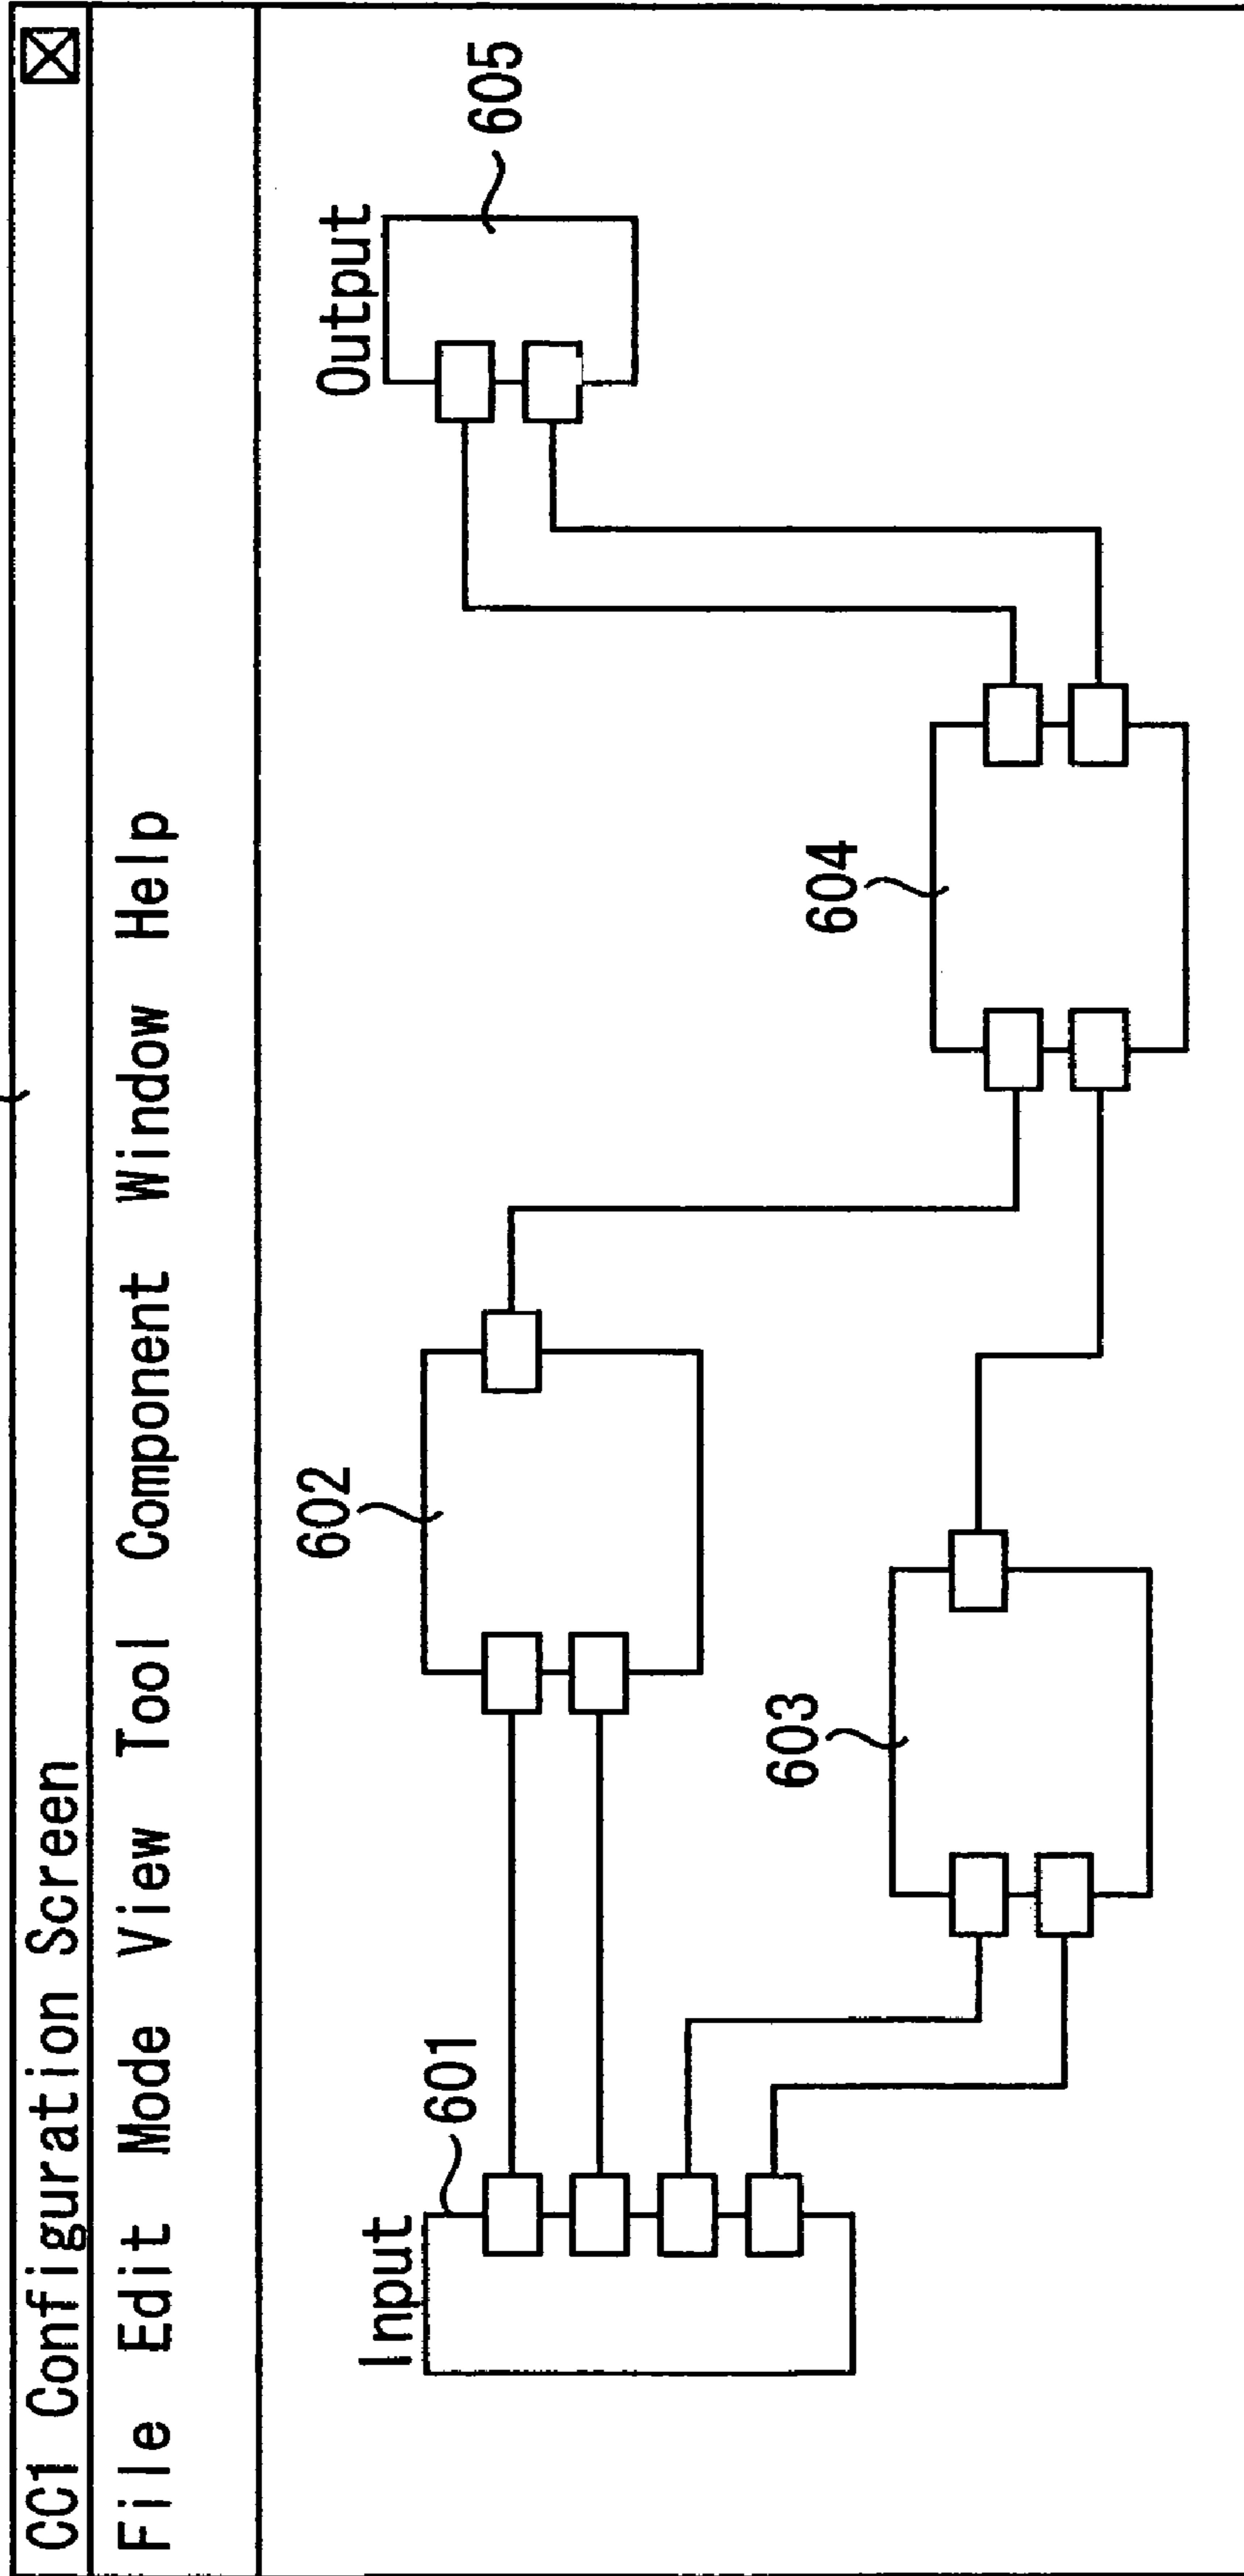 CC1 Configuration Screen
File Edit Mode View Tool Component Window Help
Input
601
602
603
604
Output
605